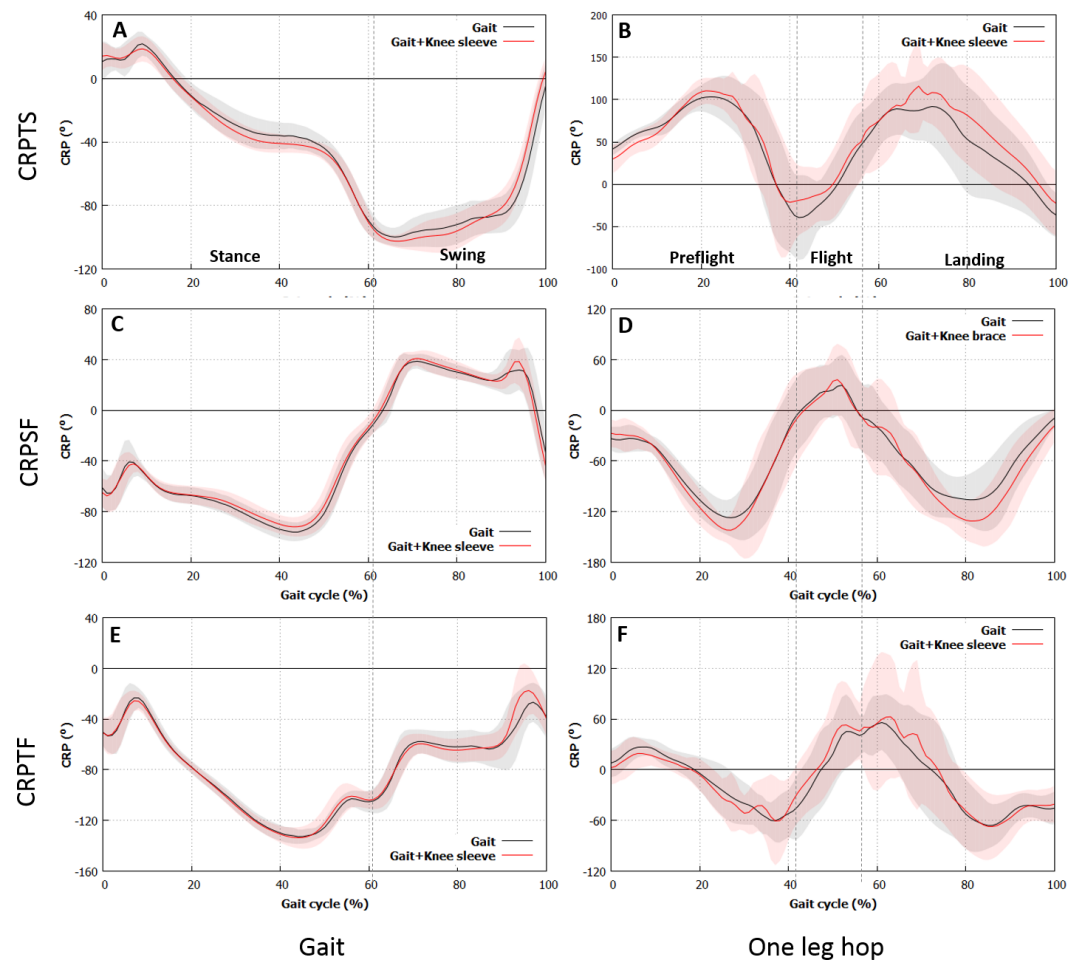 A
Gait
Gait+Knee sleeve
40
0
-40
-80
-120
CRP (°)
0 20 40 60 80 100
Stance
Swing
B
Gait
Gait+Knee sleeve
200
150
100
50
0
-50
-100
CRP (°)
0 20 40 60 80 100
Preflight
Flight
Landing
CRPTS
C
80
40
0
-40
-80
-120
CRP (°)
Gait
Gait+Knee sleeve
0 20 40 60 80 100
Gait cycle (%)
D
Gait
Gait+Knee brace
120
60
0
-60
-120
-180
CRP (°)
0 20 40 60 80 100
Gait cycle (%)
CRPSF
E
40
0
-40
-80
-120
-160
CRP (°)
Gait
Gait+Knee sleeve
0 20 40 60 80 100
Gait cycle (%)
F
Gait
Gait+Knee sleeve
180
120
60
0
-60
-120
CRP (°)
0 20 40 60 80 100
Gait cycle (%)
CRPTF
Gait
One leg hop